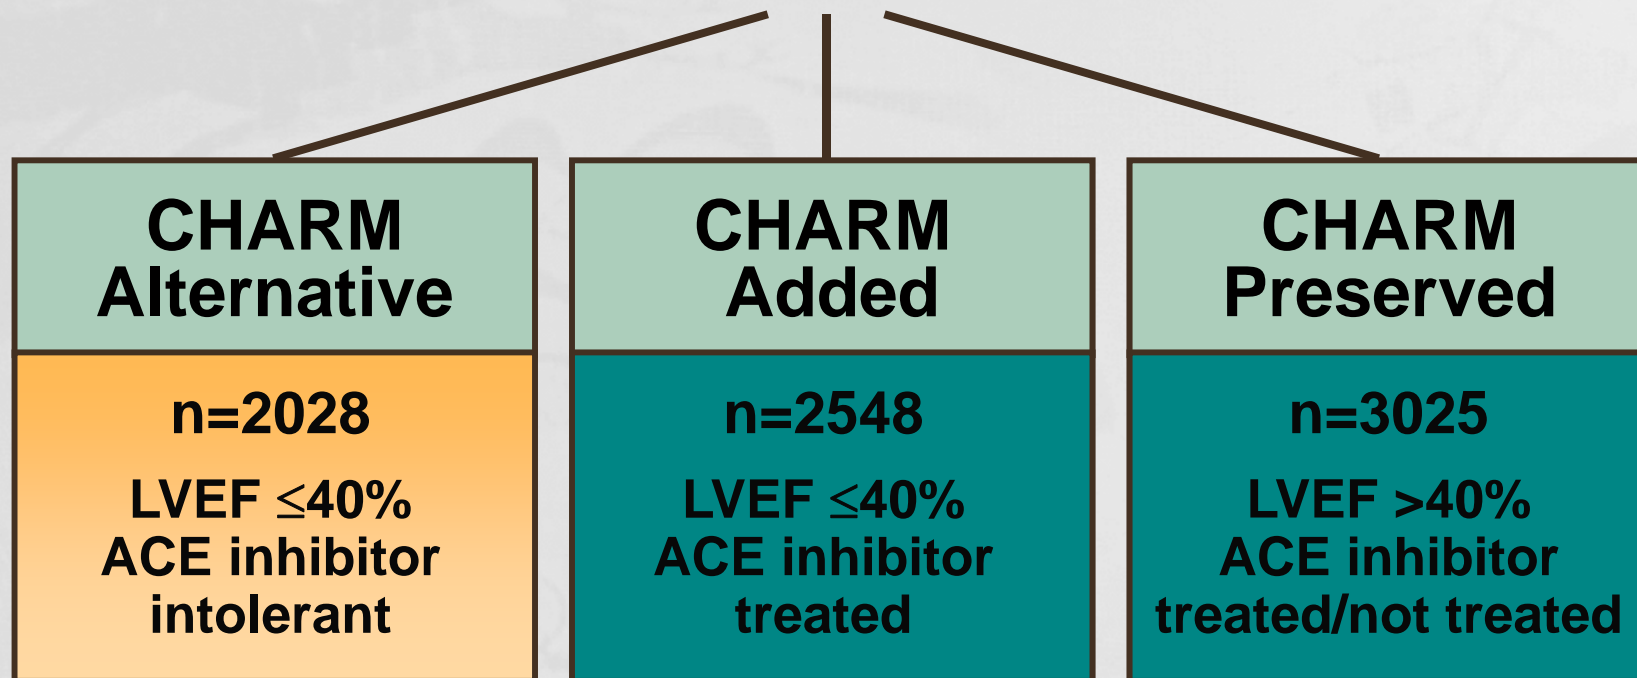 CHARM
Alternative
n=2028
LVEF ≤40%
ACE inhibitor
intolerant
CHARM
Added
n=2548
LVEF ≤40%
ACE inhibitor
treated
CHARM
Preserved
n=3025
LVEF >40%
ACE inhibitor
treated/not treated